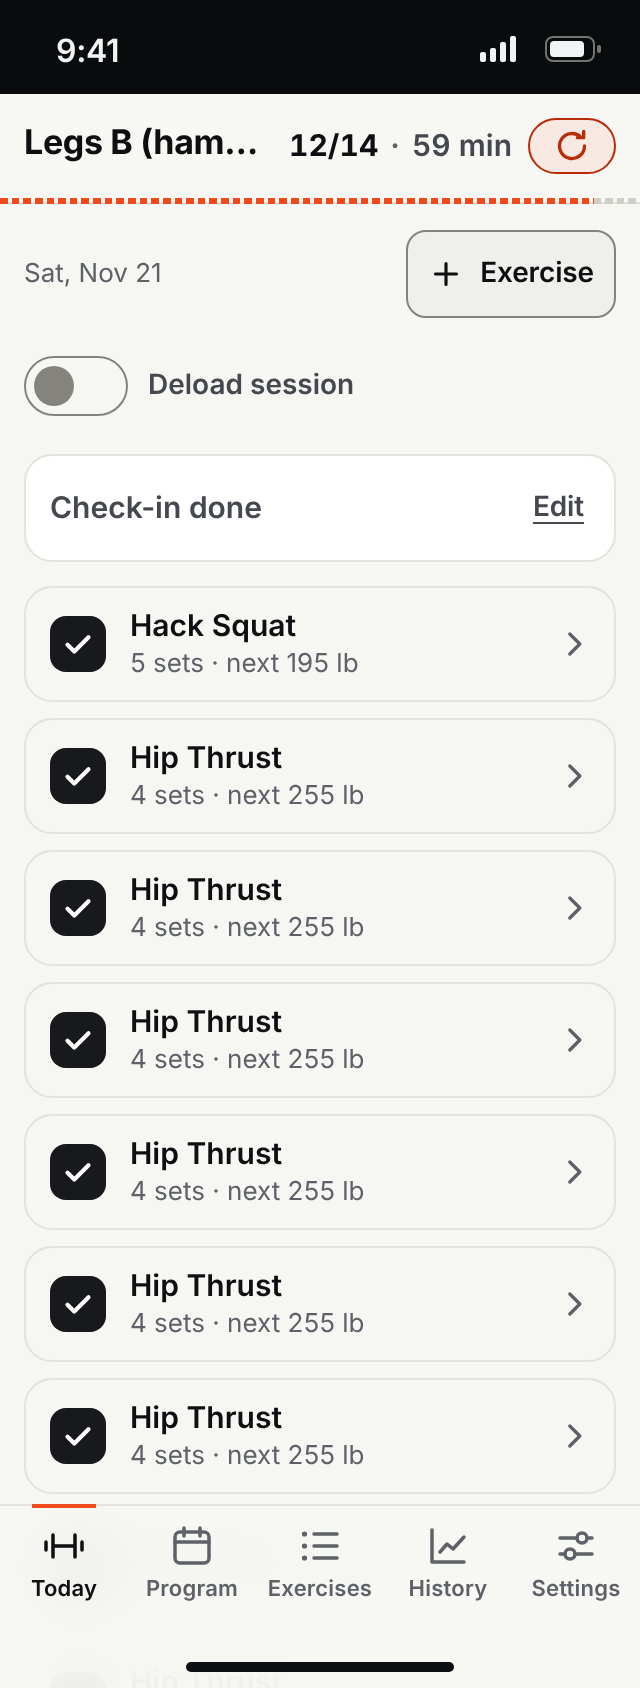 9:41
Legs B (ham... 12/14 · 59 min
Sat, Nov 21
+ Exercise
Deload session
Check-in done
Edit
Hack Squat
5 sets · next 195 lb
Hip Thrust
4 sets · next 255 lb
Hip Thrust
4 sets · next 255 lb
Hip Thrust
4 sets · next 255 lb
Hip Thrust
4 sets · next 255 lb
Hip Thrust
4 sets · next 255 lb
Hip Thrust
4 sets · next 255 lb
Today
Program
Exercises
History
Settings
Hip Thrust